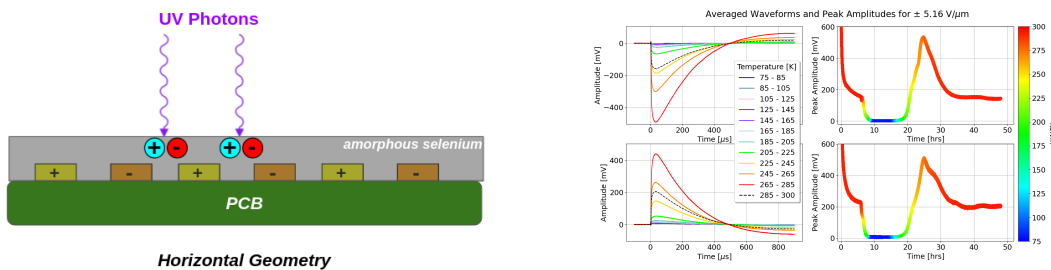 UV Photons
+ - + -
amorphous selenium
+ - + - + -
PCB
Horizontal Geometry
Averaged Waveforms and Peak Amplitudes for ± 5.16 V/μm
Amplitude [mV]
0
−200
−400
0 200 400
Time [μs]
Amplitude [mV]
400
200
0
0 200 400 600 800
Time [μs]
Temperature [K]
75 - 85
85 - 105
105 - 125
125 - 145
145 - 165
165 - 185
185 - 205
205 - 225
225 - 245
245 - 265
265 - 285
285 - 300
Peak Amplitude [mV]
600
400
200
0
0 10 20 30 40 50
Time [hrs]
Peak Amplitude [mV]
600
400
200
0
0 10 20 30 40 50
Time [hrs]
300
275
250
225
200
175
150
125
100
75